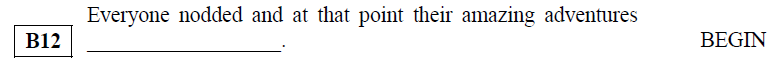 Everyone nodded and at that point their amazing adventures
B12 __________________. BEGIN